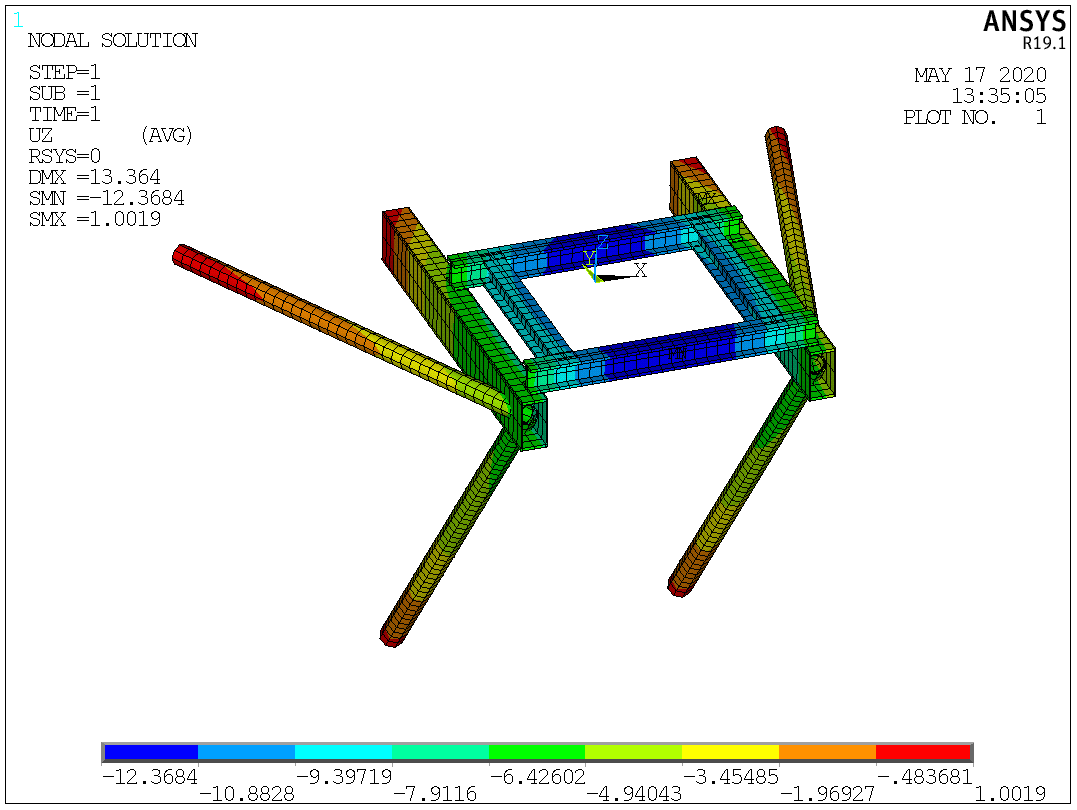 1
NODAL SOLUTION
STEP=1
SUB =1
TIME=1
UZ (AVG)
RSYS=0
DMX =13.364
SMN =-12.3684
SMX =1.0019
ANSYS
R19.1
MAY 17 2020
13:35:05
PLOT NO. 1
Z
Y
X
-12.3684 -9.39719 -6.42602 -3.45485 -.483681
-10.8828 -7.9116 -4.94043 -1.96927 1.0019